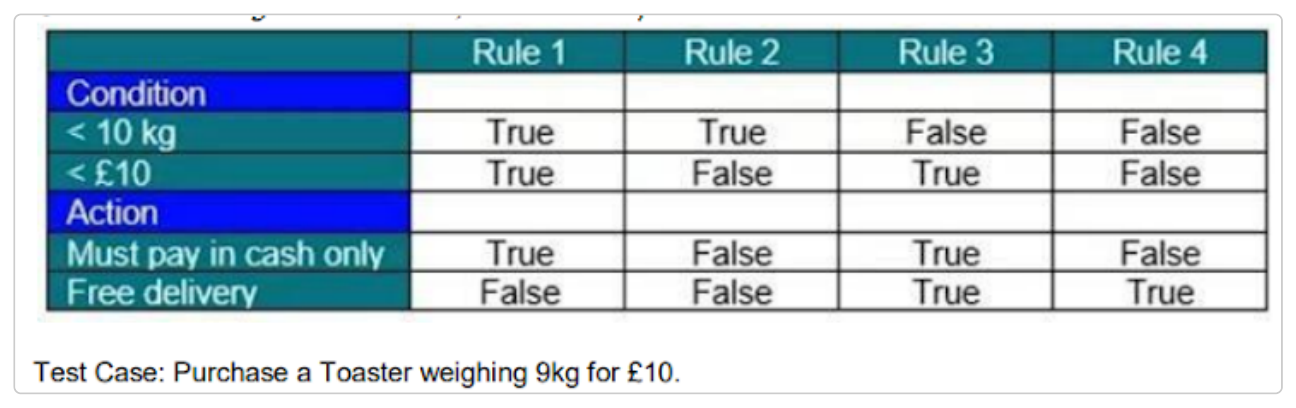 Rule 1 Rule 2 Rule 3 Rule 4
Condition
< 10 kg True True False False
< £10 True False True False
Action
Must pay in cash only True False True False
Free delivery False False True True
Test Case: Purchase a Toaster weighing 9kg for £10.